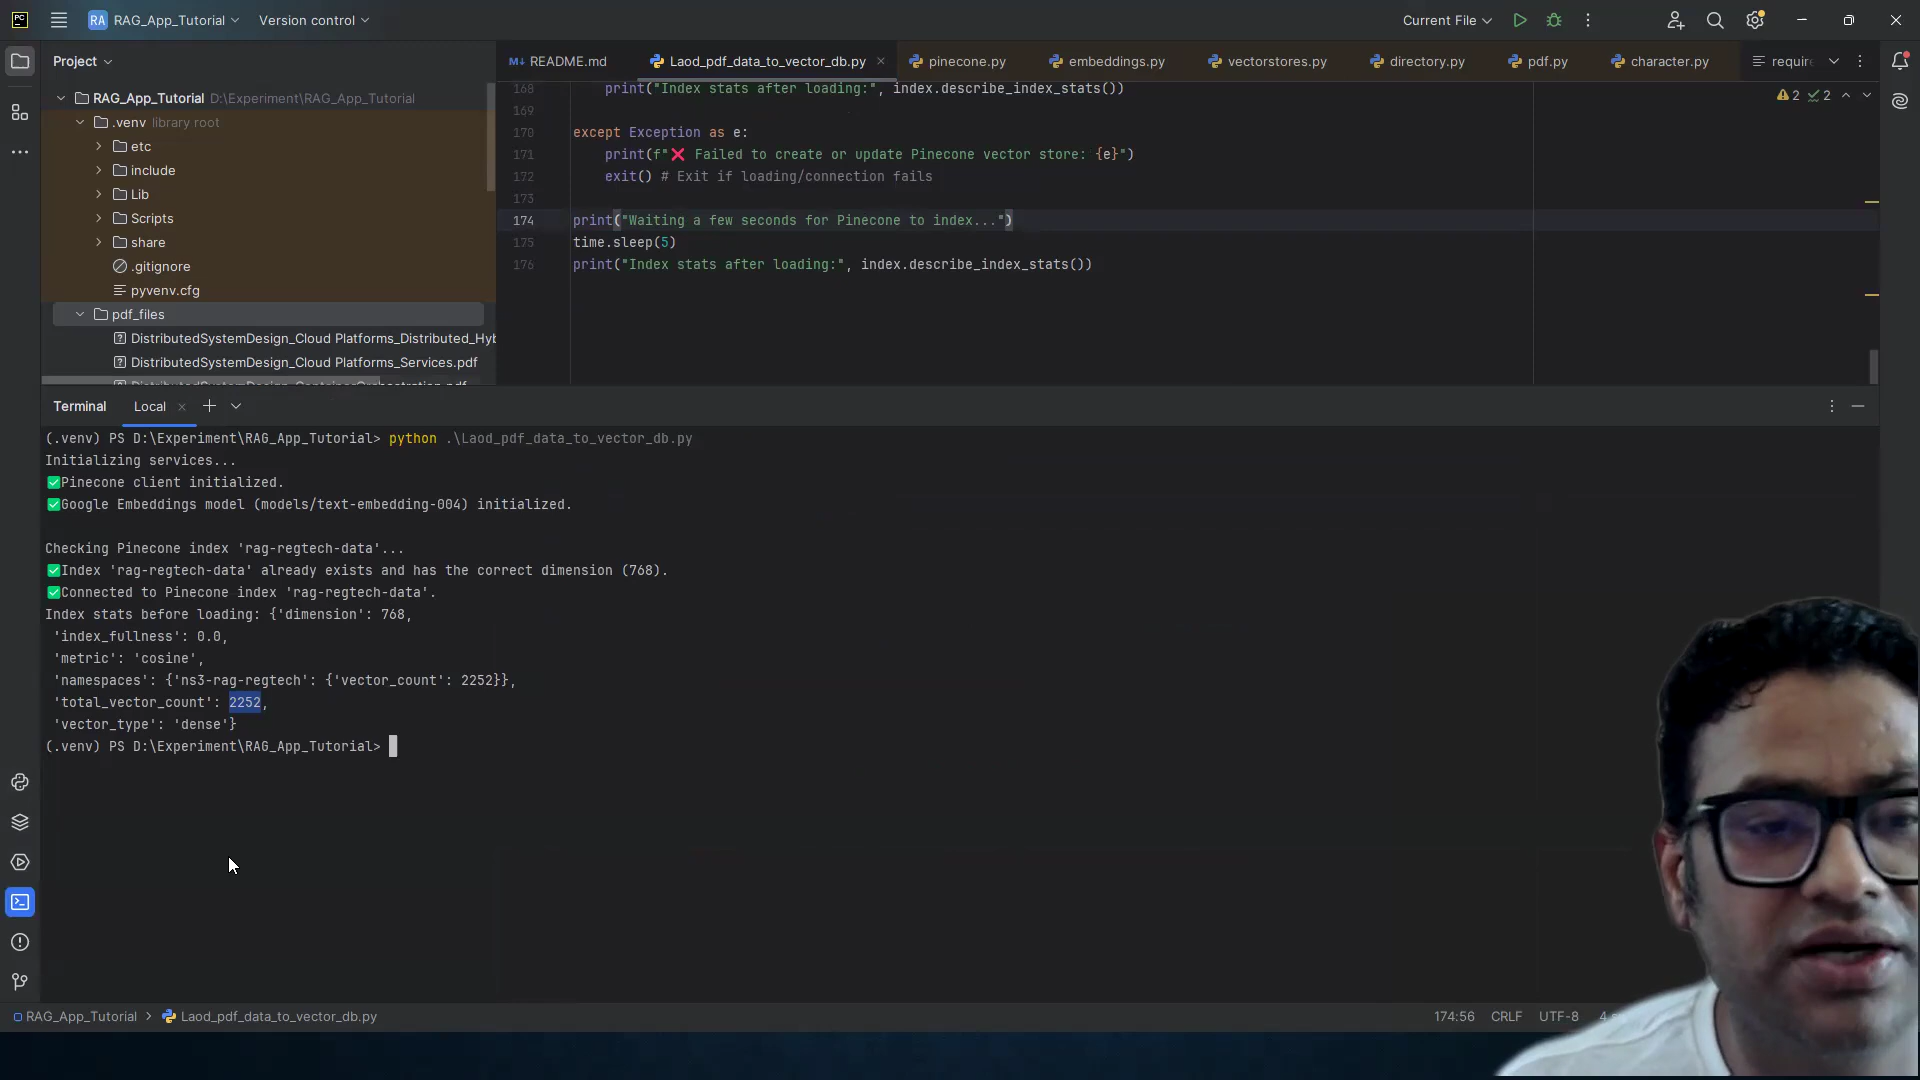 PC
RA RAG_App_Tutorial
Version control
Current File
Project
README.md
Laod_pdf_data_to_vector_db.py
pinecone.py
embeddings.py
vectorstores.py
directory.py
pdf.py
character.py
require
RAG_App_Tutorial D:\Experiment\RAG_App_Tutorial
.venv library root
etc
include
Lib
Scripts
share
.gitignore
pyvenv.cfg
pdf_files
DistributedSystemDesign_Cloud Platforms_Distributed_Hyb
DistributedSystemDesign_Cloud Platforms_Services.pdf
2 2
168 print("Index stats after loading:", index.describe_index_stats())
169
170 except Exception as e:
171 print(f"❌ Failed to create or update Pinecone vector store: {e}")
172 exit() # Exit if loading/connection fails
173
174 print("Waiting a few seconds for Pinecone to index...")
175 time.sleep(5)
176 print("Index stats after loading:", index.describe_index_stats())
Terminal
Local
(.venv) PS D:\Experiment\RAG_App_Tutorial> python .\Laod_pdf_data_to_vector_db.py
Initializing services...
✅Pinecone client initialized.
✅Google Embeddings model (models/text-embedding-004) initialized.
Checking Pinecone index 'rag-regtech-data'...
✅Index 'rag-regtech-data' already exists and has the correct dimension (768).
✅Connected to Pinecone index 'rag-regtech-data'.
Index stats before loading: {'dimension': 768,
'index_fullness': 0.0,
'metric': 'cosine',
'namespaces': {'ns3-rag-regtech': {'vector_count': 2252}},
'total_vector_count': 2252,
'vector_type': 'dense'}
(.venv) PS D:\Experiment\RAG_App_Tutorial>
RAG_App_Tutorial > Laod_pdf_data_to_vector_db.py
174:56
CRLF
UTF-8